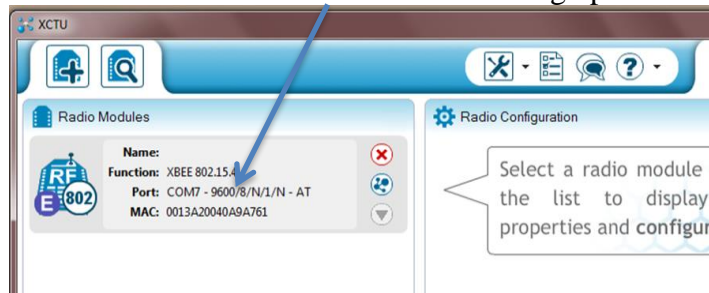 XCTU
Radio Modules
Radio Configuration
Name:
Function: XBEE 802.15.4
Port: COM7 - 9600/8/N/1/N - AT
MAC: 0013A20040A9A761
RF
E 802
Select a radio module
the list to display
properties and configur